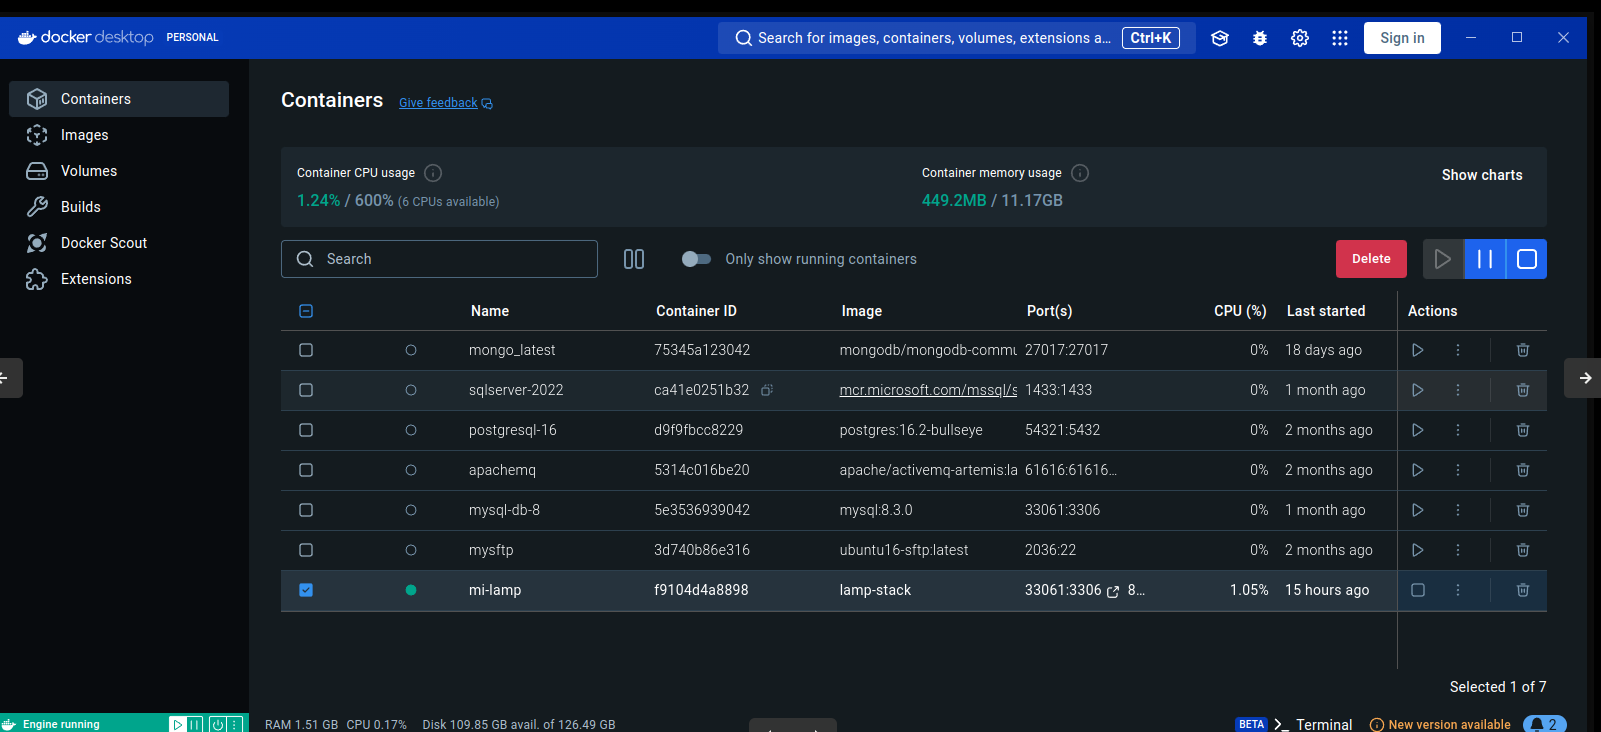 docker desktop PERSONAL
Search for images, containers, volumes, extensions a... Ctrl+K
Sign in
Containers
Images
Volumes
Builds
Docker Scout
Extensions
Containers Give feedback
Container CPU usage
1.24% / 600% (6 CPUs available)
Container memory usage
449.2MB / 11.17GB
Show charts
Search
Only show running containers
Delete
Name Container ID Image Port(s) CPU (%) Last started Actions
mongo_latest 75345a123042 mongodb/mongodb-commu 27017:27017 0% 18 days ago
sqlserver-2022 ca41e0251b32 mcr.microsoft.com/mssql/s 1433:1433 0% 1 month ago
postgresql-16 d9f9fbcc8229 postgres:16.2-bullseye 54321:5432 0% 2 months ago
apachemq 5314c016be20 apache/activemq-artemis:la 61616:61616... 0% 2 months ago
mysql-db-8 5e3536939042 mysql:8.3.0 33061:3306 0% 1 month ago
mysftp 3d740b86e316 ubuntu16-sftp:latest 2036:22 0% 2 months ago
mi-lamp f9104d4a8898 lamp-stack 33061:3306 8... 1.05% 15 hours ago
Selected 1 of 7
Engine running
RAM 1.51 GB CPU 0.17% Disk 109.85 GB avail. of 126.49 GB
BETA Terminal New version available 2